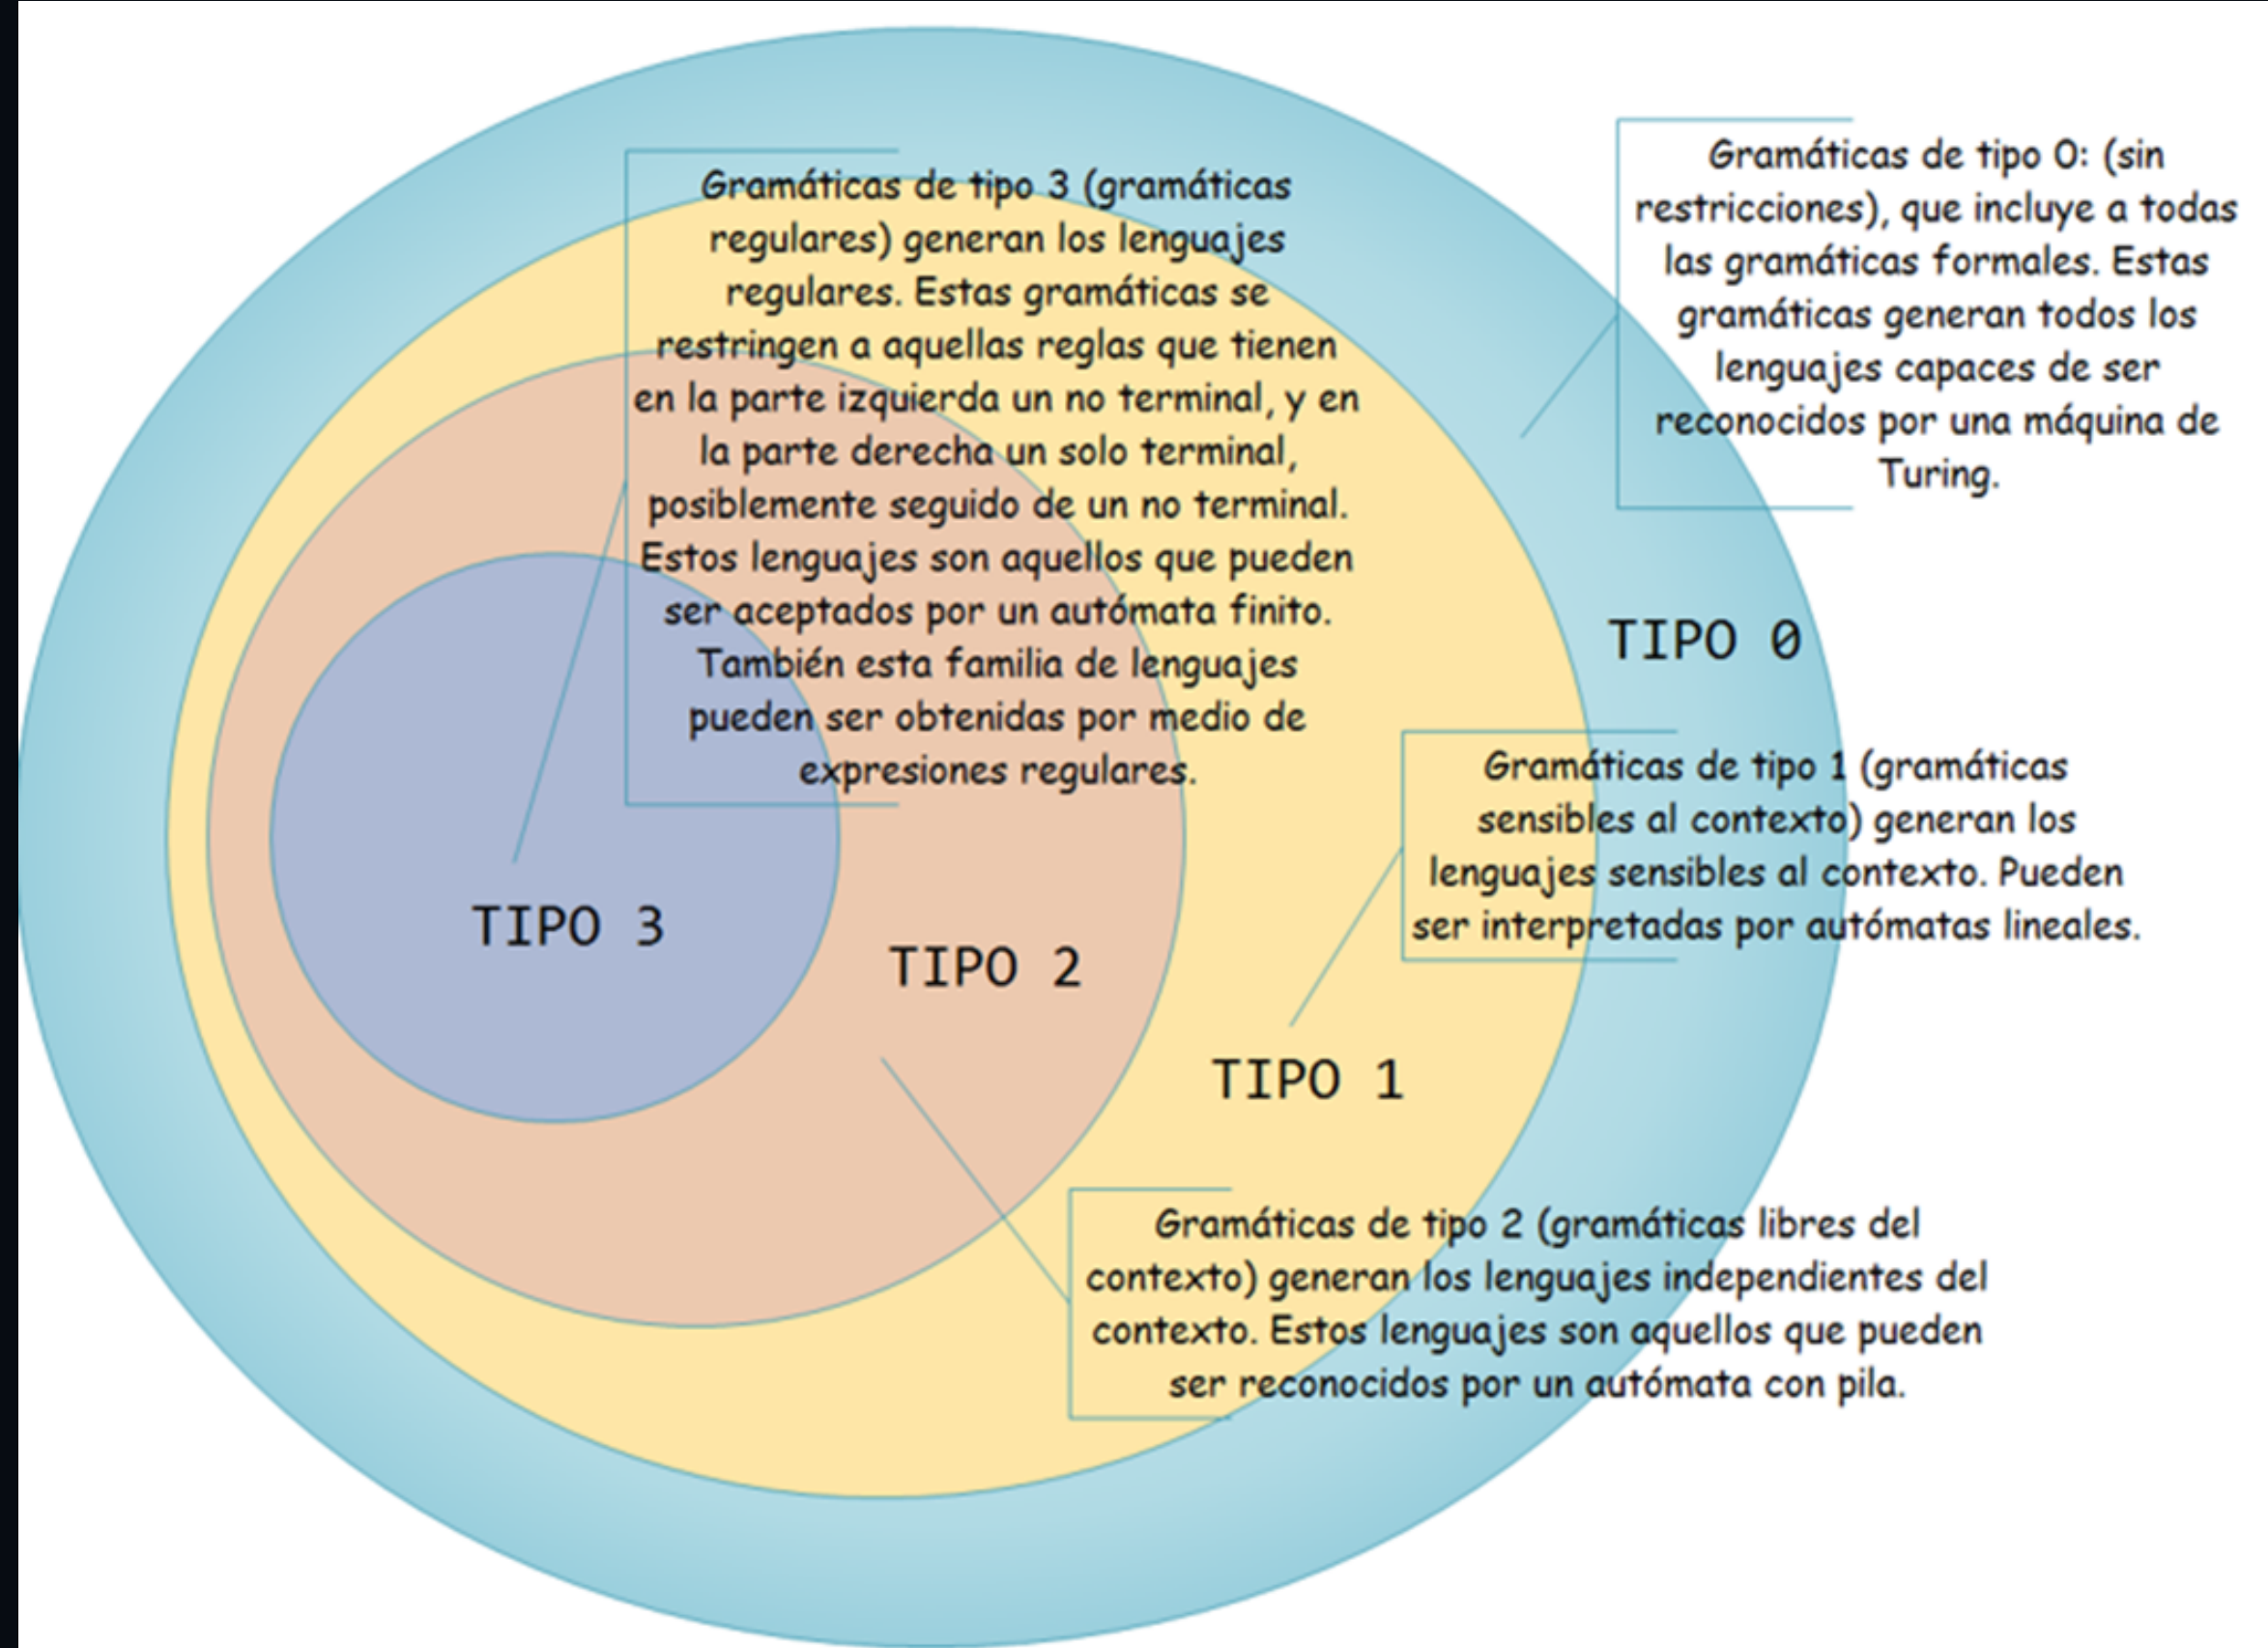 Gramáticas de tipo 3 (gramáticas
regulares) generan los lenguajes
regulares. Estas gramáticas se
restringen a aquellas reglas que tienen
en la parte izquierda un no terminal, y en
la parte derecha un solo terminal,
posiblemente seguido de un no terminal.
Estos lenguajes son aquellos que pueden
ser aceptados por un autómata finito.
También esta familia de lenguajes
pueden ser obtenidas por medio de
expresiones regulares.
Gramáticas de tipo 0: (sin
restricciones), que incluye a todas
las gramáticas formales. Estas
gramáticas generan todos los
lenguajes capaces de ser
reconocidos por una máquina de
Turing.
TIPO 0
Gramáticas de tipo 1 (gramáticas
sensibles al contexto) generan los
lenguajes sensibles al contexto. Pueden
ser interpretadas por autómatas lineales.
TIPO 3
TIPO 2
TIPO 1
Gramáticas de tipo 2 (gramáticas libres del
contexto) generan los lenguajes independientes del
contexto. Estos lenguajes son aquellos que pueden
ser reconocidos por un autómata con pila.